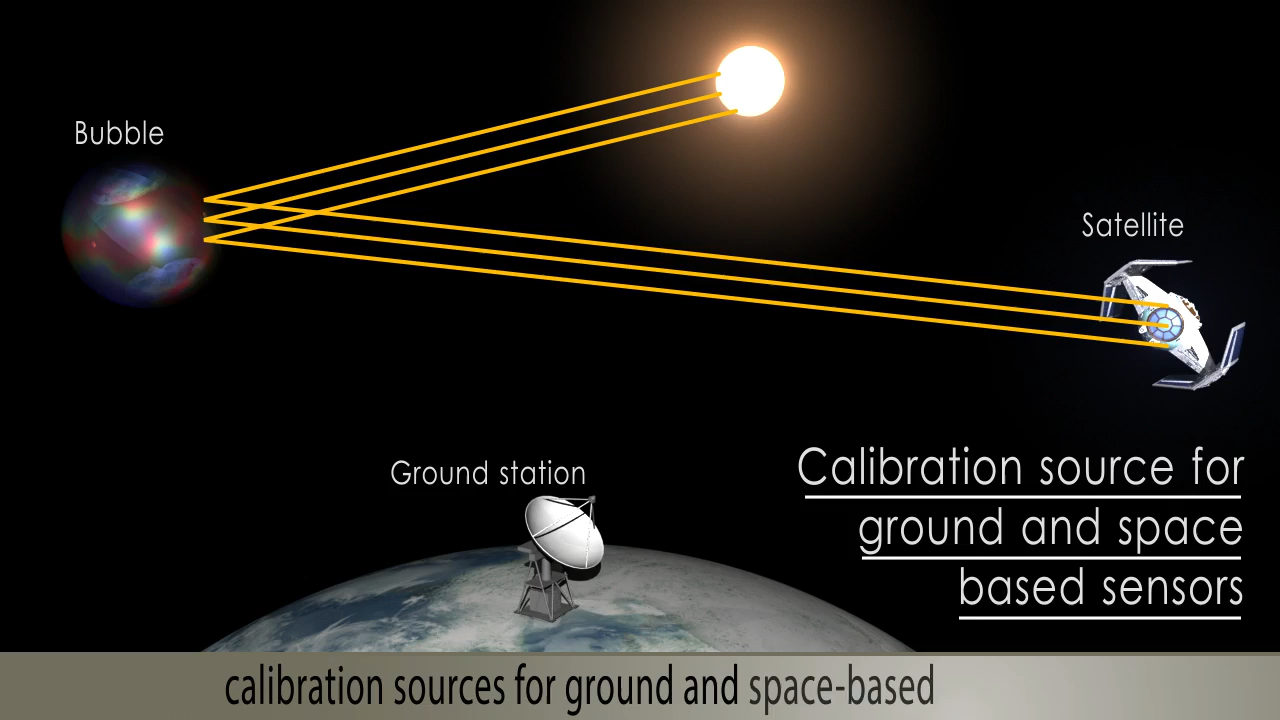 Bubble
Satellite
Ground station
Calibration source for
ground and space
based sensors
calibration sources for ground and space-based